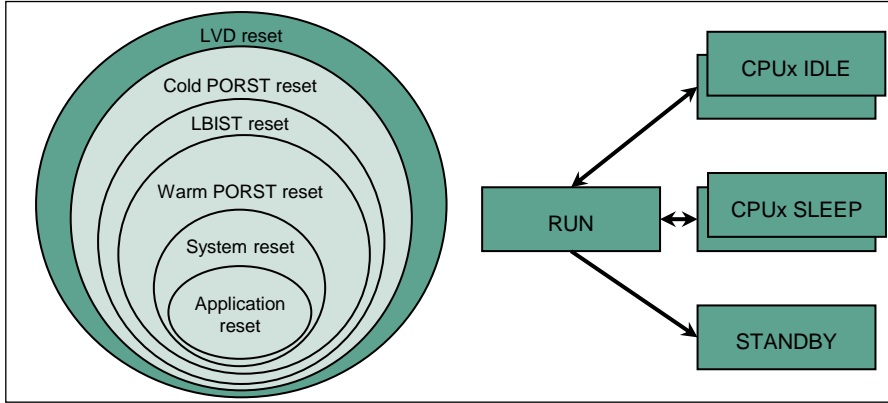 LVD reset
Cold PORST reset
LBIST reset
Warm PORST reset
System reset
Application
reset
CPUx IDLE
RUN
CPUx SLEEP
STANDBY